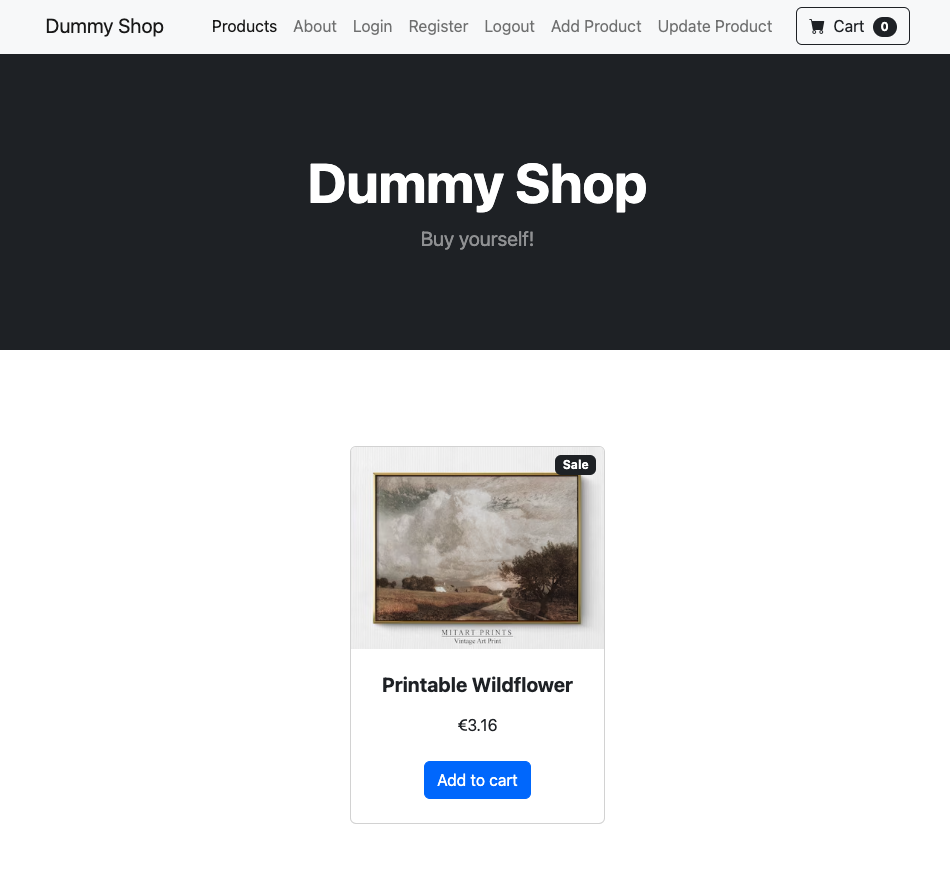 Dummy Shop Products About Login Register Logout Add Product Update Product Cart 0
Dummy Shop
Buy yourself!
Sale
MITART PRINTS
Vintage Art Print
Printable Wildflower
€3.16
Add to cart